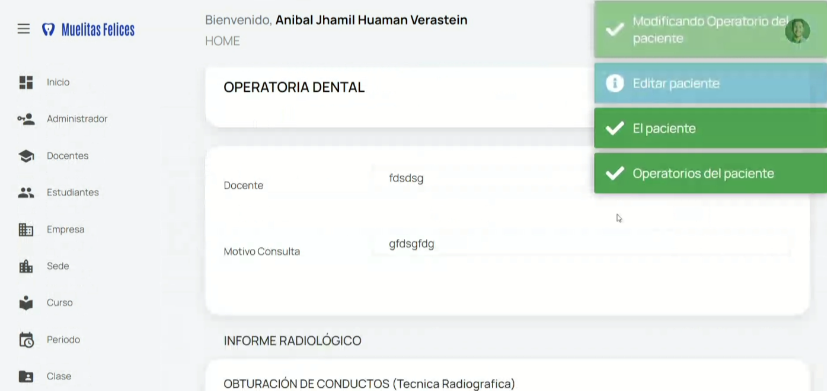 Muelitas Felices
Inicio
Administrador
Docentes
Estudiantes
Empresa
Sede
Curso
Periodo
Clase
Bienvenido, Anibal Jhamil Huaman Verastein
HOME
OPERATORIA DENTAL
Docente
fdsdsg
Motivo Consulta
gfdsgfdg
INFORME RADIOLÓGICO
OBTURACIÓN DE CONDUCTOS (Tecnica Radiografica)
Modificando Operatorio del
paciente
Editar paciente
El paciente
Operatorios del paciente